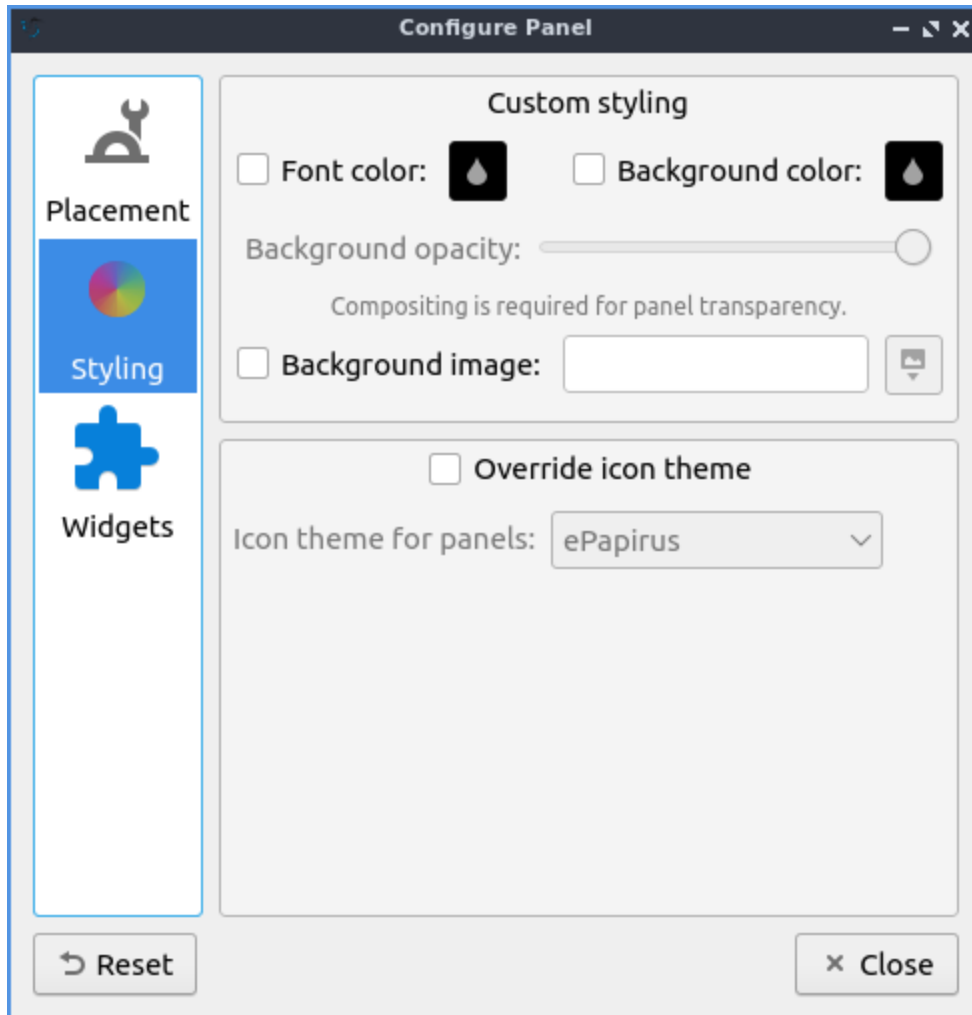 Configure Panel
Placement
Styling
Widgets
Custom styling
Font color:
Background color:
Background opacity:
Compositing is required for panel transparency.
Background image:
Override icon theme
Icon theme for panels: ePapirus
Reset
Close